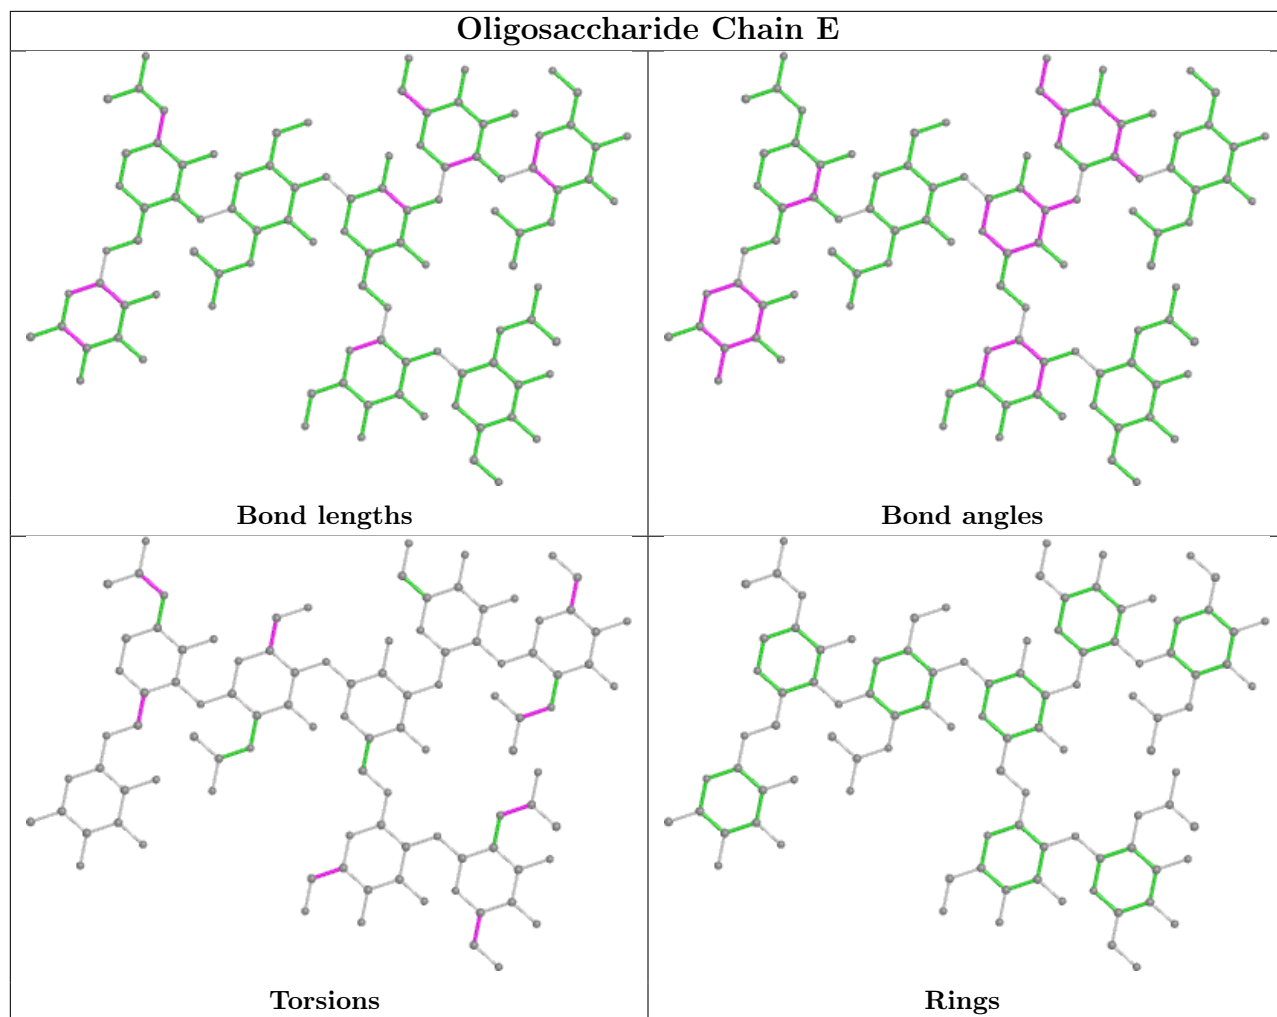 Oligosaccharide Chain E
Bond lengths
Bond angles
Torsions
Rings